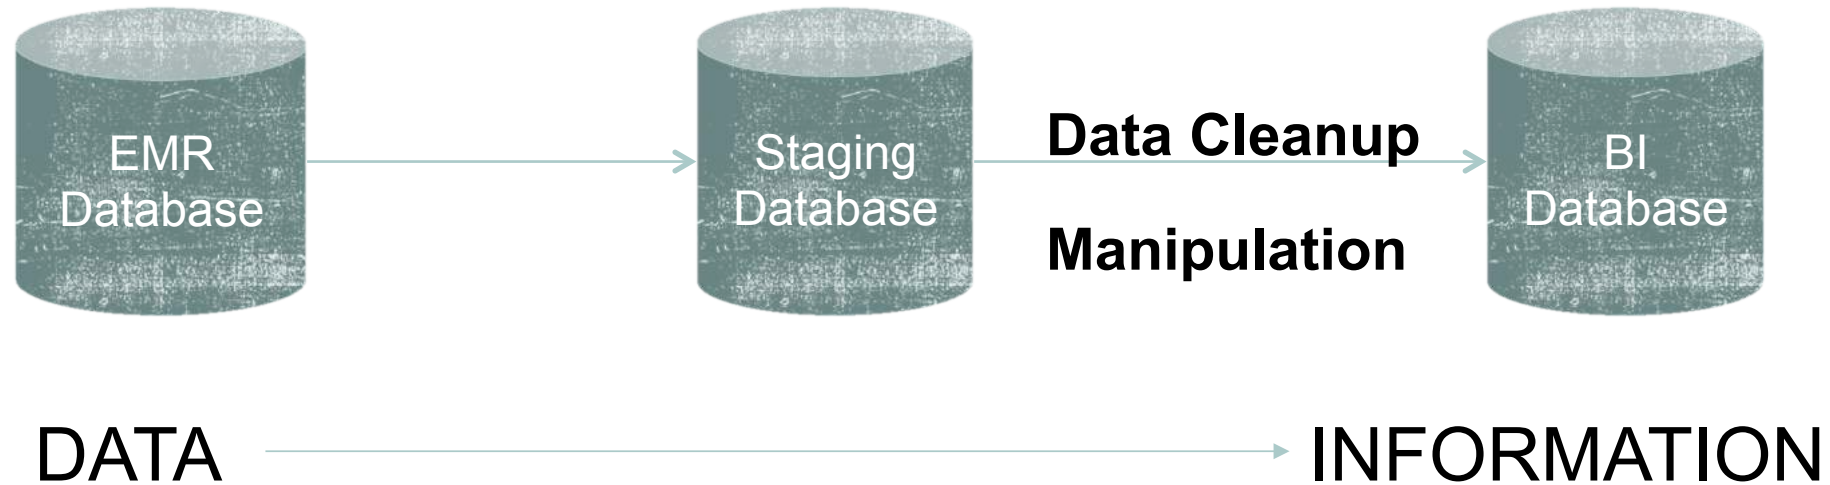 EMR
Database
Staging
Database
Data Cleanup
Manipulation
BI
Database
DATA
INFORMATION